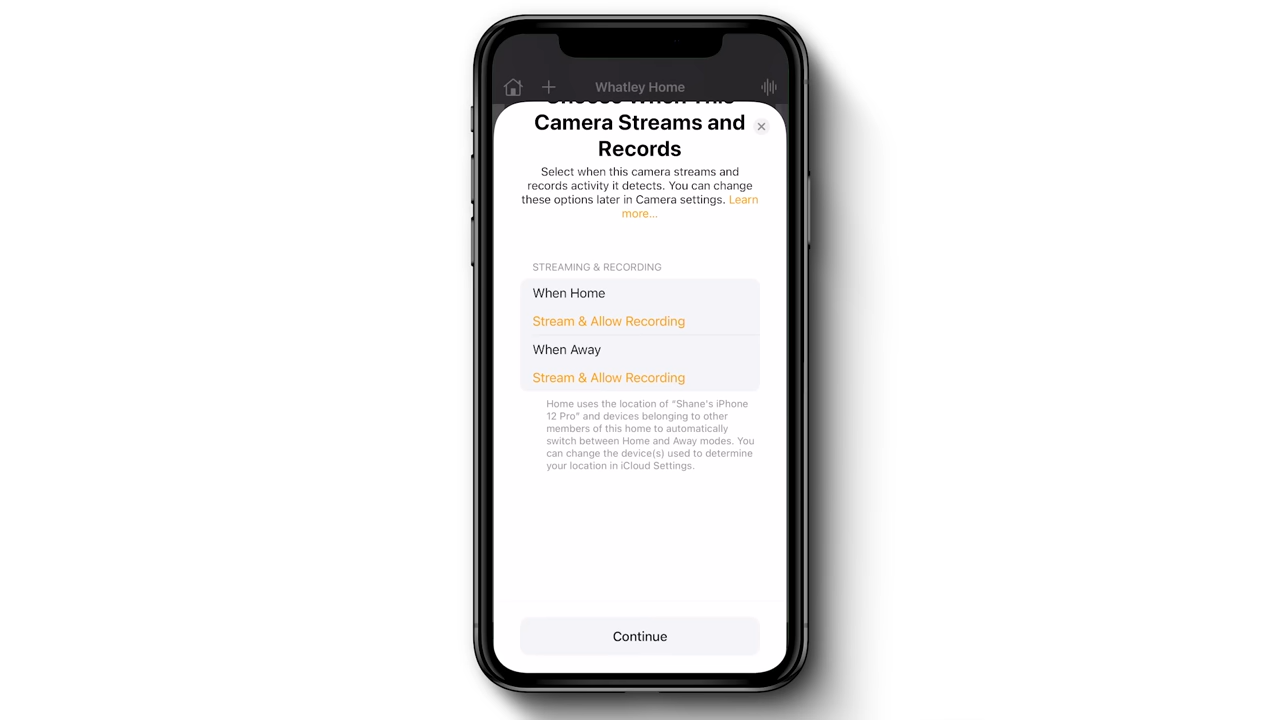 Whatley Home
Choose When This
Camera Streams and
Records
Select when this camera streams and
records activity it detects. You can change
these options later in Camera settings. Learn
more...
STREAMING & RECORDING
When Home
Stream & Allow Recording
When Away
Stream & Allow Recording
Home uses the location of “Shane’s iPhone
12 Pro” and devices belonging to other
members of this home to automatically
switch between Home and Away modes. You
can change the device(s) used to determine
your location in iCloud Settings.
Continue